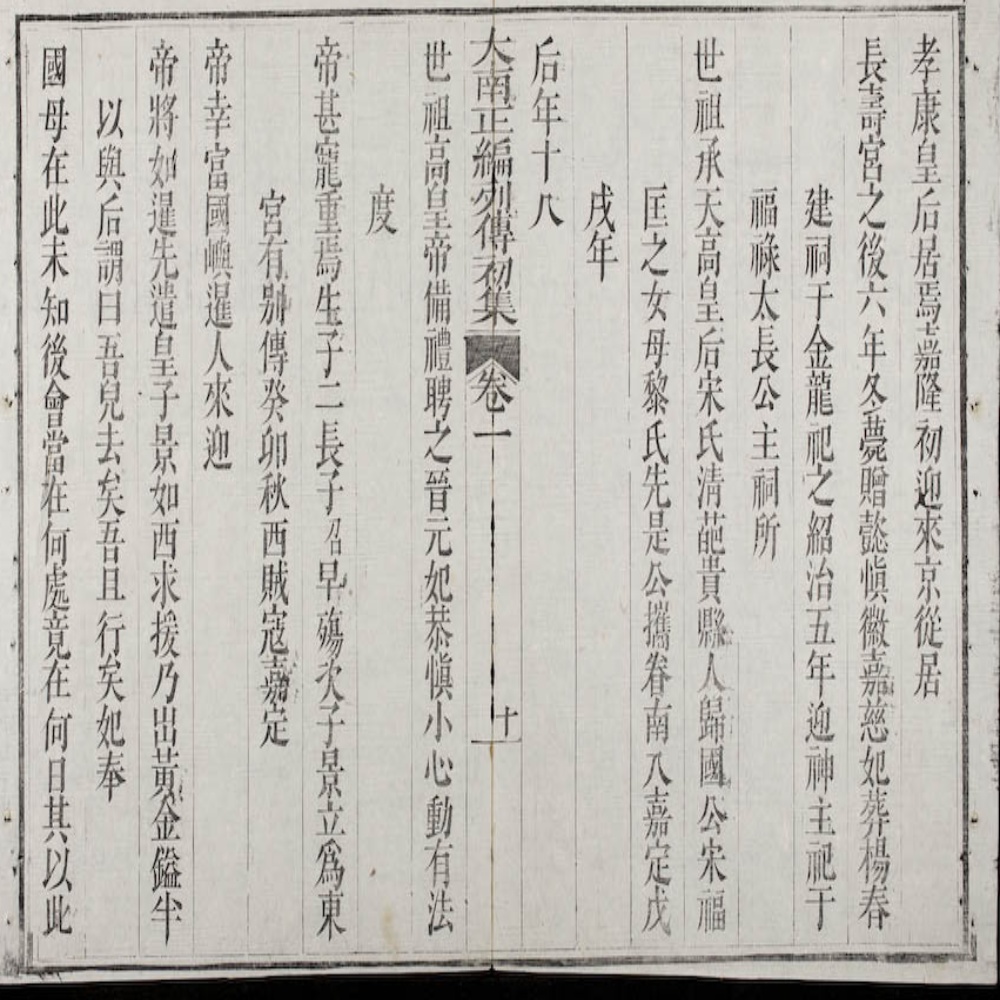 孝康皇后居焉嘉隆初迎來京從居
長壽宮之後六年冬薨贈懿慎徽嘉慈妃葬楊春
建祠于金龍祀之紹治五年迎神主祀于
福祿太長公主祠所
世祖承天高皇后宋氏清葩貴縣人歸國公宋福
匡之女母黎氏先是公攜眷南入嘉定戊
戌年
后年十八
大南正編列傳初集 卷一 十
世祖高皇帝備禮聘之晉元妃恭慎小心動有法
度
帝甚寵重焉生子二長子昭早殤次子景立為東
宮有別傳癸卯秋西賊寇嘉定
帝幸富國嶼暹人來迎
帝將如暹先遣皇子景如西求援乃出黃金鎰半
以與后謂曰吾兒去矣吾且行矣妃奉
國母在此未知後會當在何處竟在何日其以此